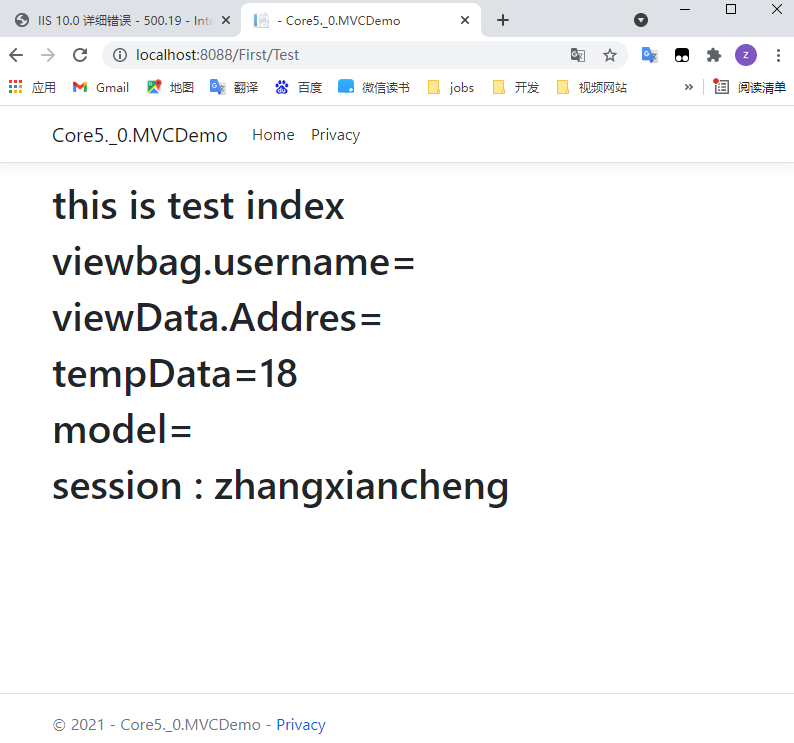 IIS 10.0 详细错误 - 500.19 - Inte
- Core5._0.MVCDemo
localhost:8088/First/Test
z
应用 Gmail 地图 翻译 百度 微信读书 jobs 开发 视频网站 » 阅读清单
Core5._0.MVCDemo Home Privacy
this is test index
viewbag.username=
viewData.Addres=
tempData=18
model=
session : zhangxiancheng
© 2021 - Core5._0.MVCDemo - Privacy